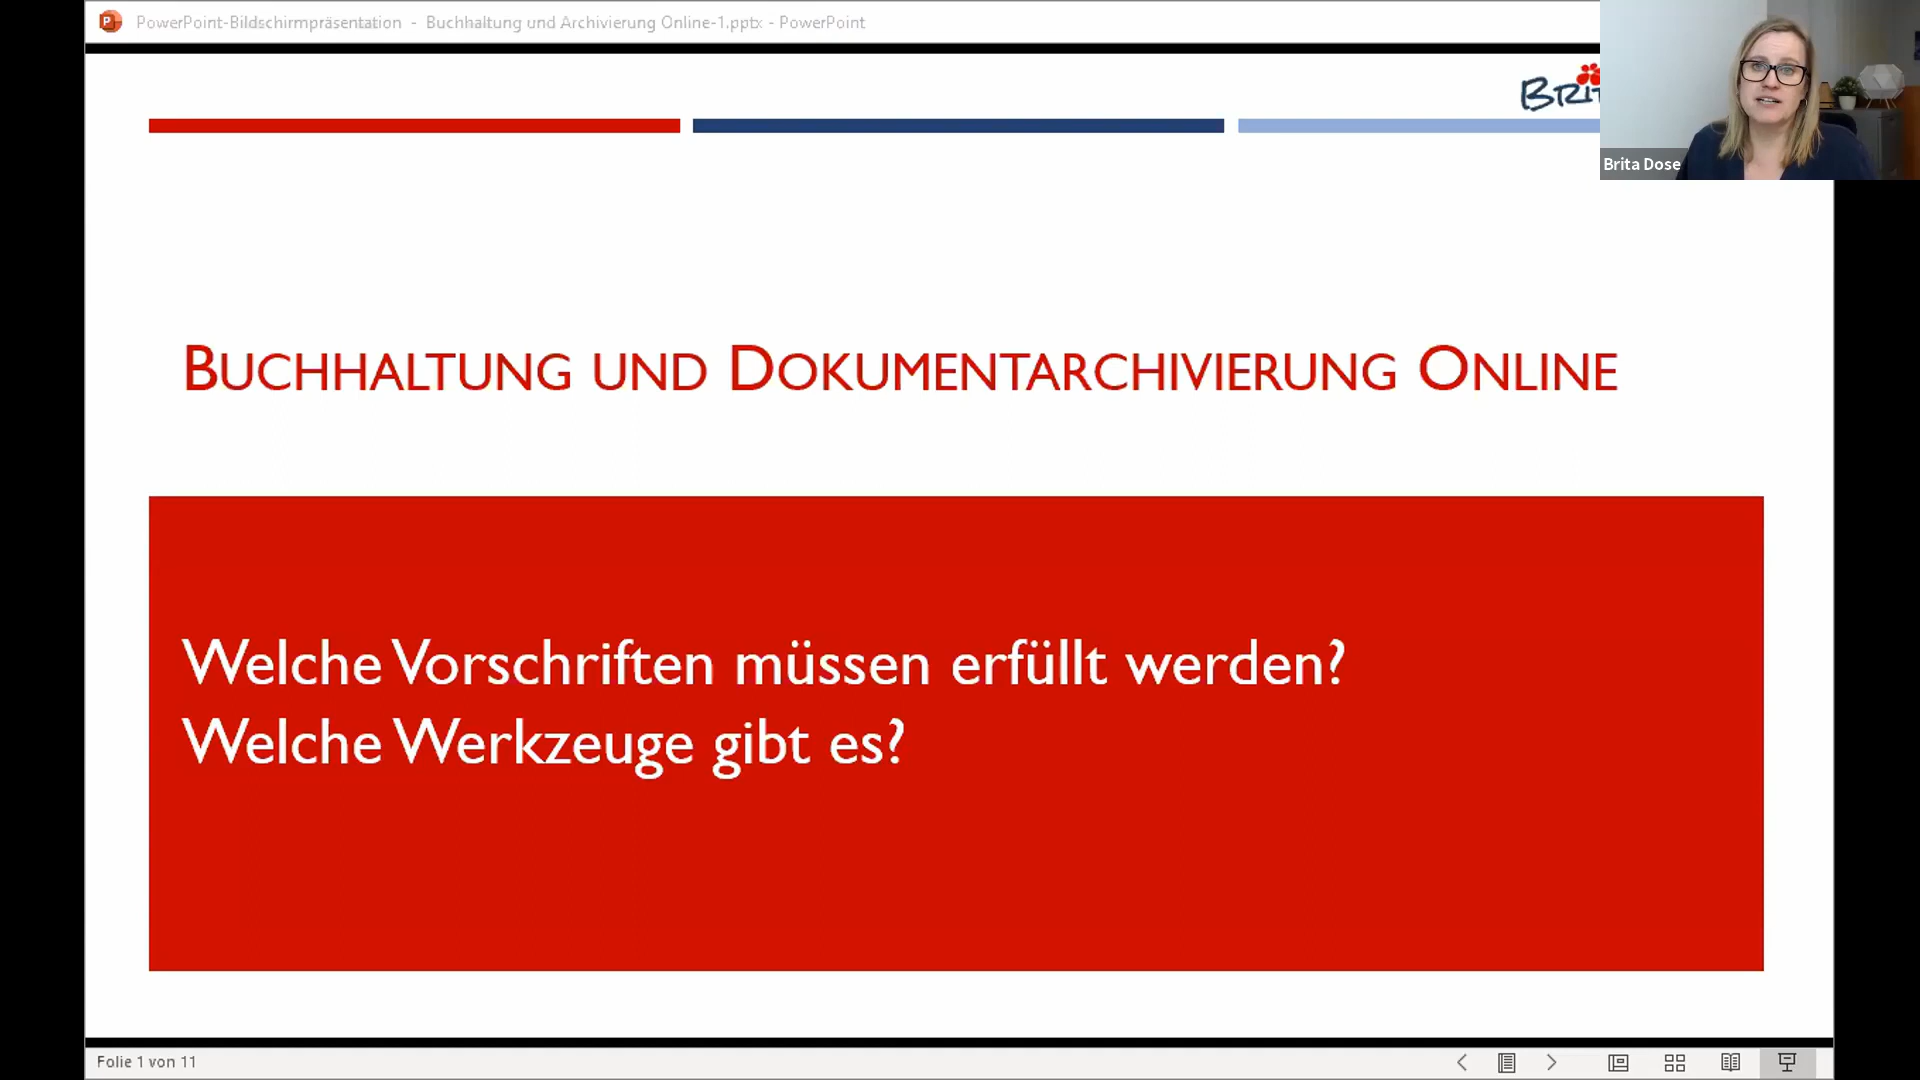 PowerPoint-Bildschirmpräsentation - Buchhaltung und Archivierung Online-1.pptx - PowerPoint
Brita Dose
BUCHHALTUNG UND DOKUMENTARCHIVIERUNG ONLINE
Welche Vorschriften müssen erfüllt werden?
Welche Werkzeuge gibt es?
Folie 1 von 11